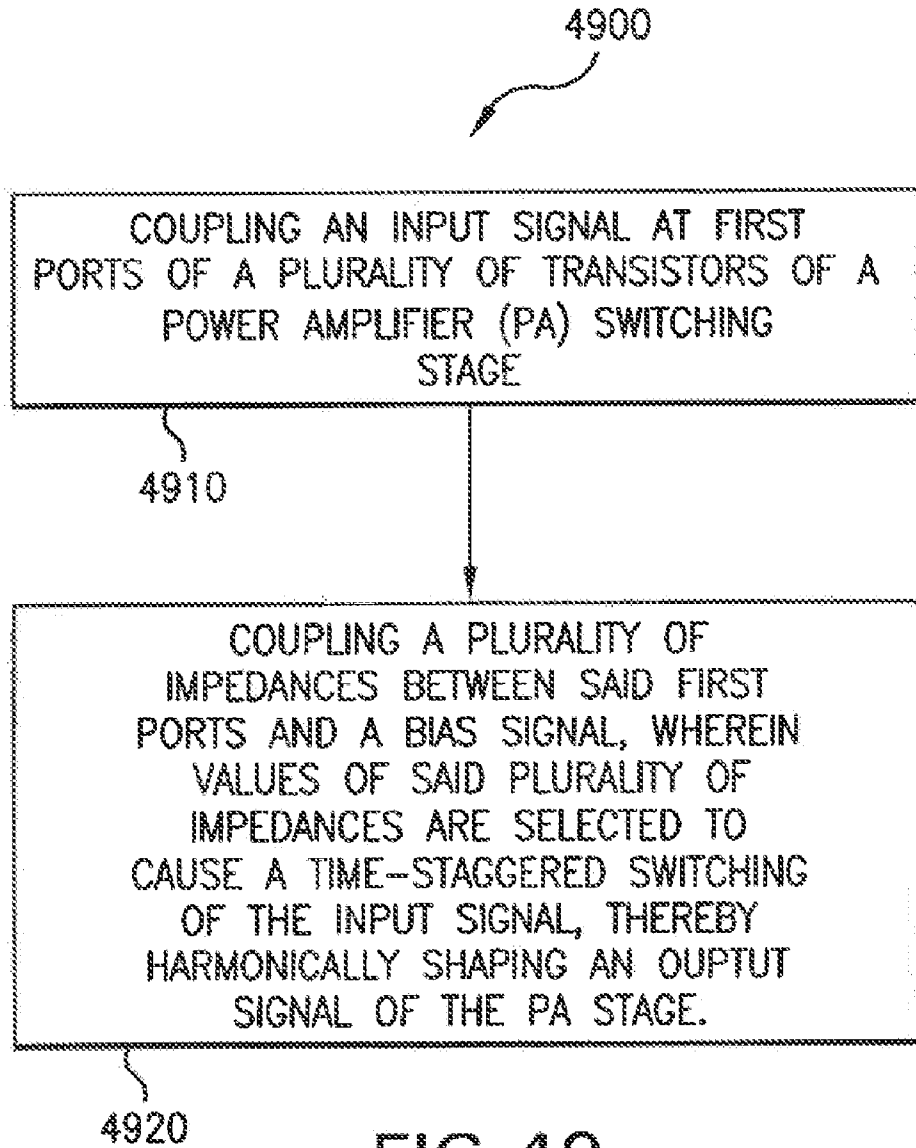 4900
COUPLING AN INPUT SIGNAL AT FIRST
PORTS OF A PLURALITY OF TRANSISTORS OF A
POWER AMPLIFIER (PA) SWITCHING
STAGE
4910
COUPLING A PLURALITY OF
IMPEDANCES BETWEEN SAID FIRST
PORTS AND A BIAS SIGNAL, WHEREIN
VALUES OF SAID PLURALITY OF
IMPEDANCES ARE SELECTED TO
CAUSE A TIME-STAGGERED SWITCHING
OF THE INPUT SIGNAL, THEREBY
HARMONICALLY SHAPING AN OUPTUT
SIGNAL OF THE PA STAGE.
4920
FIG.49